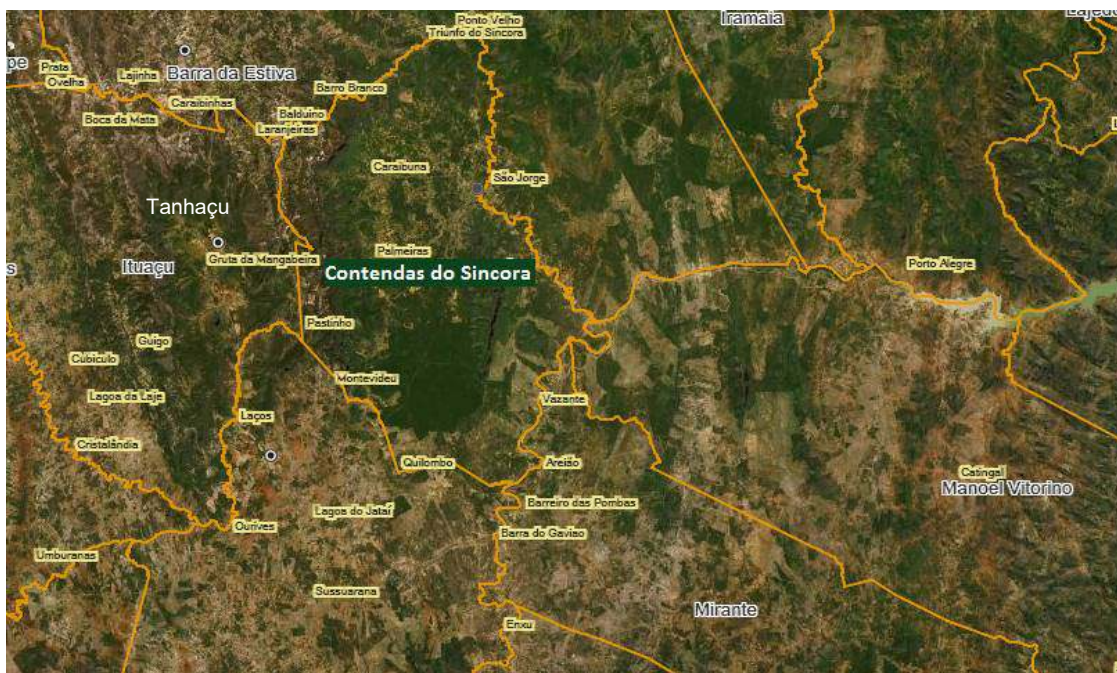 Ponto Velho
Iramaia
Triunfo do Sincora
Prata
Lajinha
Barra da Estiva
Ovelha
Barro Branco
Caraibinhas
Balduino
Boca da Mata
Laranjeiras
Caraibuna
São Jorge
Tanhaçu
Palmeiras
Gruta da Mangabeira
Ituaçu
Contendas do Sincora
Porto Alegre
Pastinho
Guigo
Cubiculo
Montevideu
Lagoa da Laje
Vazante
Laços
Cristalândia
Quilombo
Areião
Catingal
Manoel Vitorino
Barreiro das Pombas
Lagoa do Jataí
Ourives
Barra do Gaviao
Umburanas
Sussuarana
Mirante
Enxu